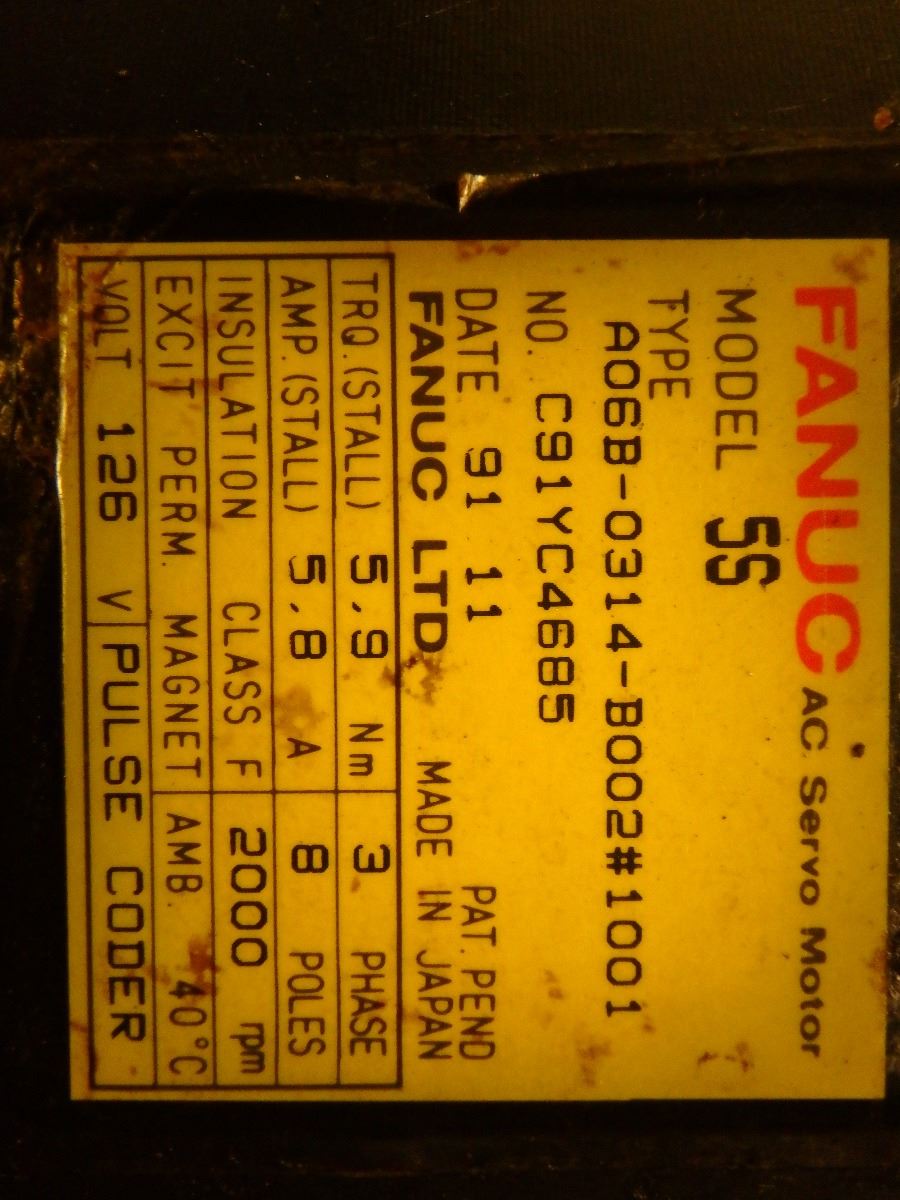 FANUC AC Servo Motor
MODEL 5S
TYPE
A06B-0314-B002#1001
NO. C91YC4685
DATE 91 11 PAT. PEND
FANUC LTD MADE IN JAPAN
TRQ.(STALL) 5,9 Nm 3 PHASE
AMP.(STALL) 5,8 A 8 POLES
INSULATION CLASS F 2000 rpm
EXCIT PERM. MAGNET AMB. 40°C
VOLT 126 V PULSE CODER